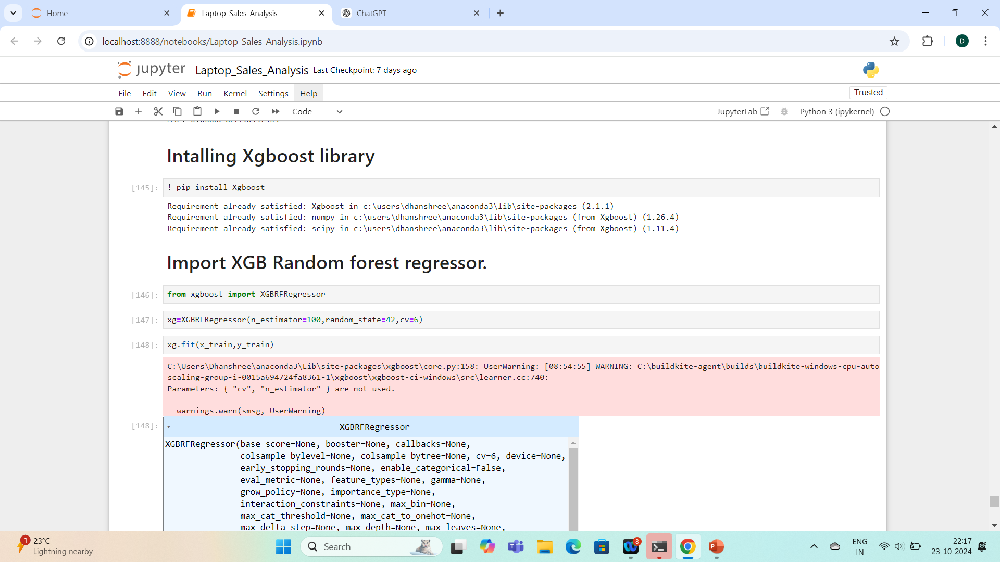 Home
Laptop_Sales_Analysis
ChatGPT
localhost:8888/notebooks/Laptop_Sales_Analysis.ipynb
D
jupyter Laptop_Sales_Analysis Last Checkpoint: 7 days ago
File Edit View Run Kernel Settings Help
Trusted
Code
JupyterLab
Python 3 (ipykernel)
Intalling Xgboost library
[145]: ! pip install Xgboost
Requirement already satisfied: Xgboost in c:\users\dhanshree\anaconda3\lib\site-packages (2.1.1)
Requirement already satisfied: numpy in c:\users\dhanshree\anaconda3\lib\site-packages (from Xgboost) (1.26.4)
Requirement already satisfied: scipy in c:\users\dhanshree\anaconda3\lib\site-packages (from Xgboost) (1.11.4)
Import XGB Random forest regressor.
[146]: from xgboost import XGBRFRegressor
[147]: xg=XGBRFRegressor(n_estimator=100,random_state=42,cv=6)
[148]: xg.fit(x_train,y_train)
C:\Users\Dhanshree\anaconda3\Lib\site-packages\xgboost\core.py:158: UserWarning: [08:54:55] WARNING: C:\buildkite-agent\builds\buildkite-windows-cpu-auto
scaling-group-i-0015a694724fa8361-1\xgboost\xgboost-ci-windows\src\learner.cc:740:
Parameters: { "cv", "n_estimator" } are not used.
warnings.warn(smsg, UserWarning)
[148]: XGBRFRegressor
XGBRFRegressor(base_score=None, booster=None, callbacks=None,
colsample_bylevel=None, colsample_bytree=None, cv=6, device=None,
early_stopping_rounds=None, enable_categorical=False,
eval_metric=None, feature_types=None, gamma=None,
grow_policy=None, importance_type=None,
interaction_constraints=None, max_bin=None,
max_cat_threshold=None, max_cat_to_onehot=None,
max_delta_step=None, max_depth=None, max_leaves=None,
1
23°C
Lightning nearby
Search
8
ENG
IN
22:17
23-10-2024